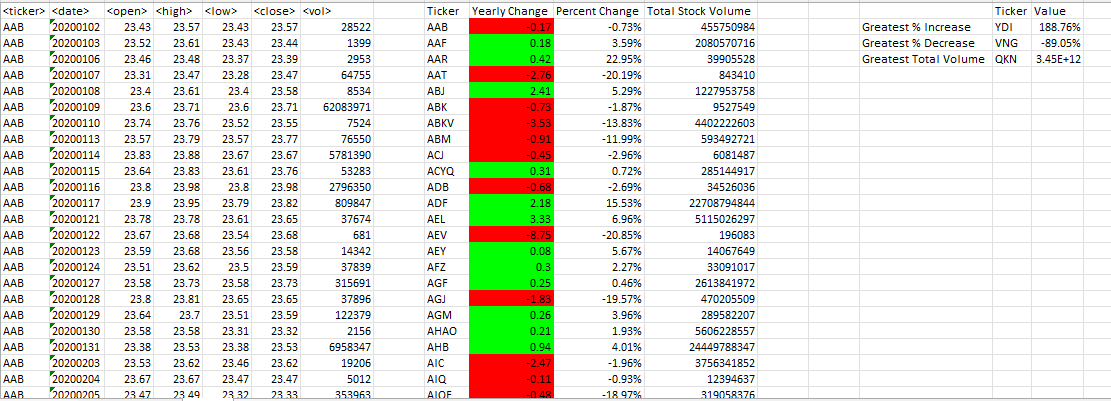 <ticker> <date> <open> <high> <low> <close> <vol> Ticker Yearly Change Percent Change Total Stock Volume Ticker Value
AAB 20200102 23.43 23.57 23.43 23.57 28522 AAB -0.17 -0.73% 455750984 Greatest % Increase YDI 188.76%
AAB 20200103 23.52 23.61 23.43 23.44 1399 AAF 0.18 3.59% 2080570716 Greatest % Decrease VNG -89.05%
AAB 20200106 23.46 23.48 23.37 23.39 2953 AAR 0.42 22.95% 39905528 Greatest Total Volume QKN 3.45E+12
AAB 20200107 23.31 23.47 23.28 23.47 64755 AAT -2.76 -20.19% 843410
AAB 20200108 23.4 23.61 23.4 23.58 8534 ABJ 2.41 5.29% 1227953758
AAB 20200109 23.6 23.71 23.6 23.71 62083971 ABK -0.73 -1.87% 9527549
AAB 20200110 23.74 23.76 23.52 23.55 7524 ABKV -3.53 -13.83% 4402222603
AAB 20200113 23.57 23.79 23.57 23.77 76550 ABM -0.91 -11.99% 593492721
AAB 20200114 23.83 23.88 23.67 23.67 5781390 ACJ -0.45 -2.96% 6081487
AAB 20200115 23.64 23.83 23.61 23.76 53283 ACYQ 0.31 0.72% 285144917
AAB 20200116 23.8 23.98 23.8 23.98 2796350 ADB -0.68 -2.69% 34526036
AAB 20200117 23.9 23.95 23.79 23.82 809847 ADF 2.18 15.53% 22708794844
AAB 20200121 23.78 23.78 23.61 23.65 37674 AEL 3.33 6.96% 5115026297
AAB 20200122 23.67 23.68 23.54 23.68 681 AEV -8.75 -20.85% 196083
AAB 20200123 23.59 23.68 23.56 23.58 14342 AEY 0.08 5.67% 14067649
AAB 20200124 23.51 23.62 23.5 23.59 37839 AFZ 0.3 2.27% 33091017
AAB 20200127 23.58 23.73 23.58 23.73 315691 AGF 0.25 0.46% 2613841972
AAB 20200128 23.8 23.81 23.65 23.65 37896 AGJ -1.83 -19.57% 470205509
AAB 20200129 23.64 23.7 23.51 23.59 122379 AGM 0.26 3.96% 289582207
AAB 20200130 23.58 23.58 23.31 23.32 2156 AHAO 0.21 1.93% 5606228557
AAB 20200131 23.38 23.53 23.38 23.53 6958347 AHB 0.94 4.01% 24449788347
AAB 20200203 23.53 23.62 23.46 23.62 19206 AIC -2.47 -1.96% 3756341852
AAB 20200204 23.67 23.67 23.47 23.47 5012 AIQ -0.11 -0.93% 12394637
AAB 20200205 23.47 23.49 23.32 23.33 353963 -0.48 -18.97% 319058376